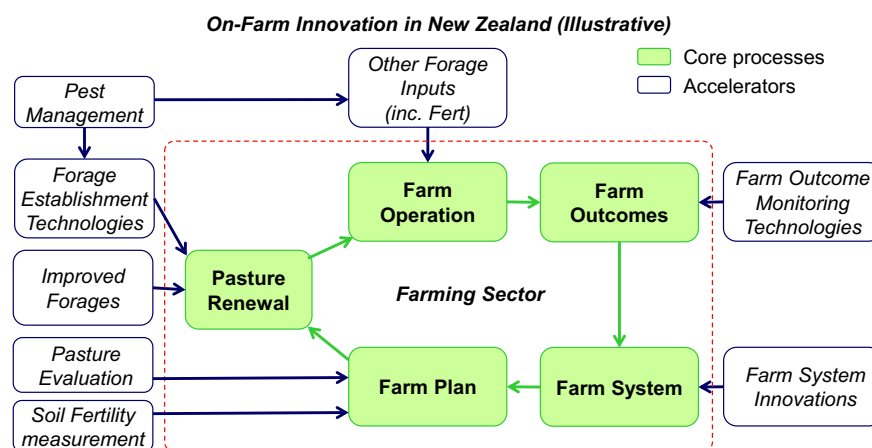 On-Farm Innovation in New Zealand (Illustrative)
Core processes
Accelerators
Pest
Management
Other Forage
Inputs
(inc. Fert)
Forage
Establishment
Technologies
Farm
Operation
Farm
Outcomes
Farm Outcome
Monitoring
Technologies
Improved
Forages
Pasture
Renewal
Farming Sector
Pasture
Evaluation
Farm Plan
Farm System
Farm System
Innovations
Soil Fertility
measurement